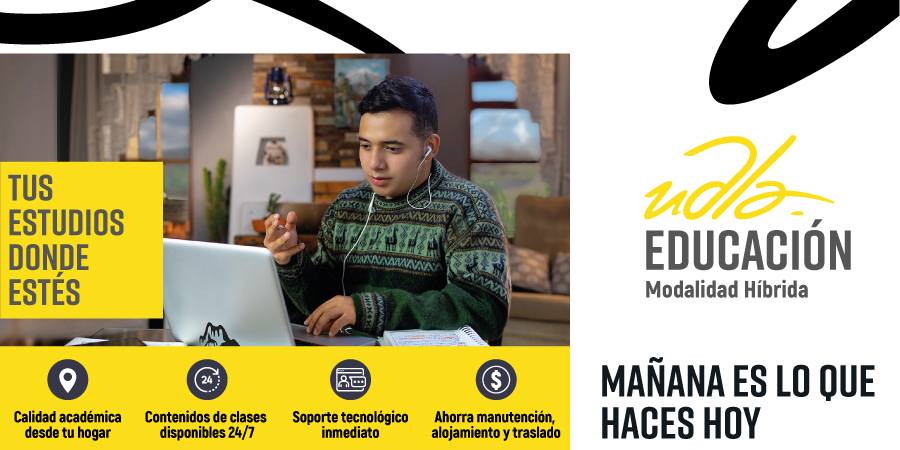 TUS
ESTUDIOS
DONDE
ESTÉS
24
$
Calidad académica
desde tu hogar
Contenidos de clases
disponibles 24/7
Soporte tecnológico
inmediato
Ahorra manutención,
alojamiento y traslado
udla.
EDUCACIÓN
Modalidad Híbrida
MAÑANA ES LO QUE
HACES HOY